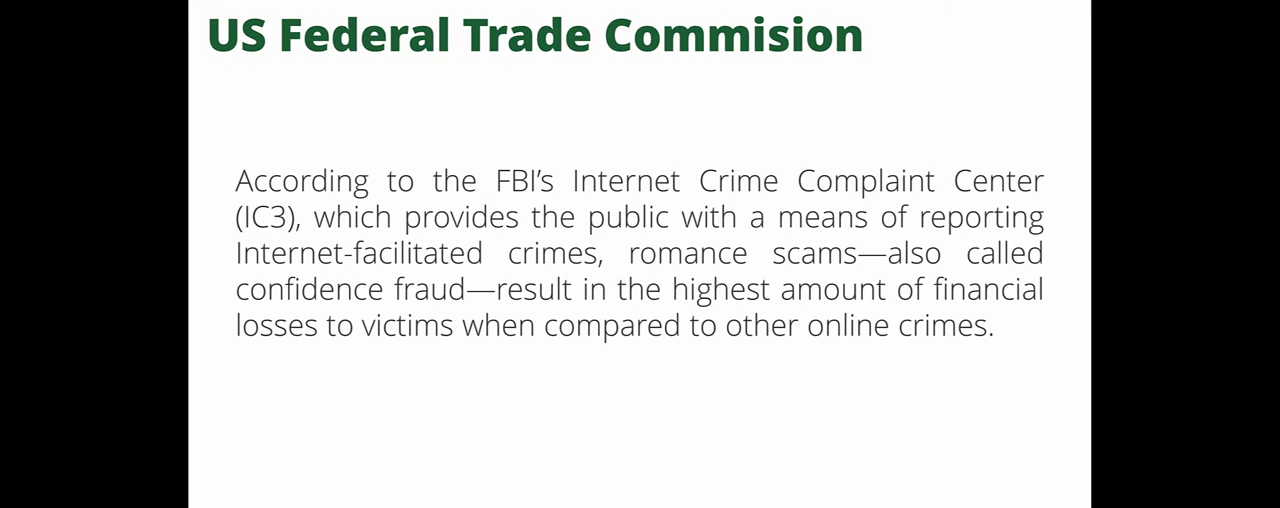 US Federal Trade Commision
According to the FBI’s Internet Crime Complaint Center
(IC3), which provides the public with a means of reporting
Internet-facilitated crimes, romance scams—also called
confidence fraud—result in the highest amount of financial
losses to victims when compared to other online crimes.